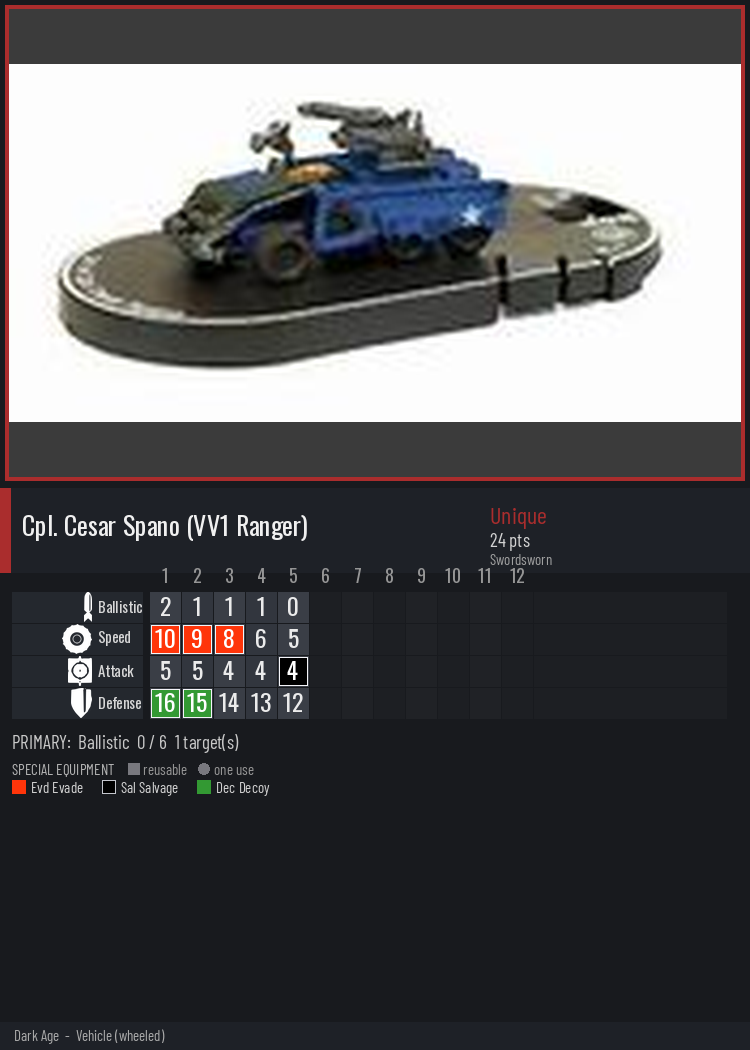 Cpl. Cesar Spano (VV1 Ranger)
Unique
24 pts
Swordsworn
1 2 3 4 5 6 7 8 9 10 11 12
Ballistic 2 1 1 1 0
Speed 10 9 8 6 5
Attack 5 5 4 4 4
Defense 16 15 14 13 12
PRIMARY: Ballistic 0 / 6 1 target(s)
SPECIAL EQUIPMENT reusable one use
Evd Evade Sal Salvage Dec Decoy
Dark Age - Vehicle (wheeled)